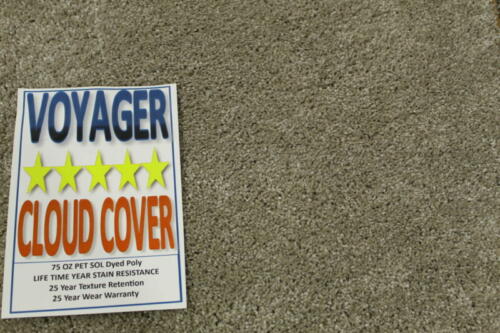 VOYAGER
CLOUD COVER
75 OZ PET SOL Dyed Poly
LIFE TIME YEAR STAIN RESISTANCE
25 Year Texture Retention
25 Year Wear Warranty